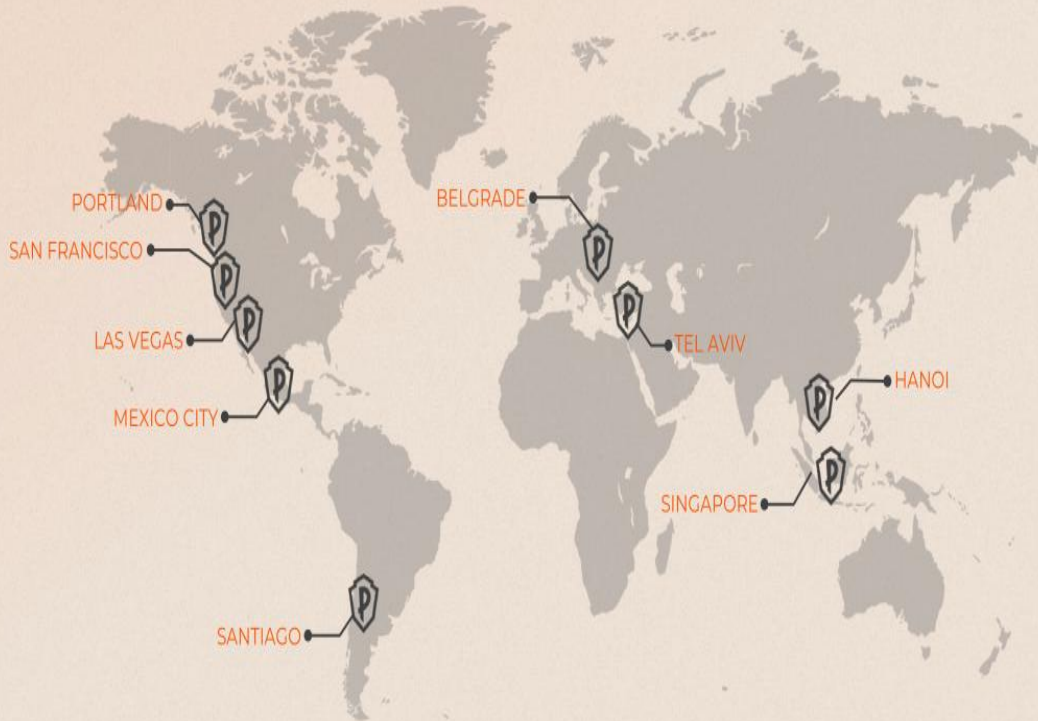 PORTLAND
SAN FRANCISCO
LAS VEGAS
MEXICO CITY
SANTIAGO
BELGRADE
TEL AVIV
HANOI
SINGAPORE
P
P
P
P
P
P
P
P
P